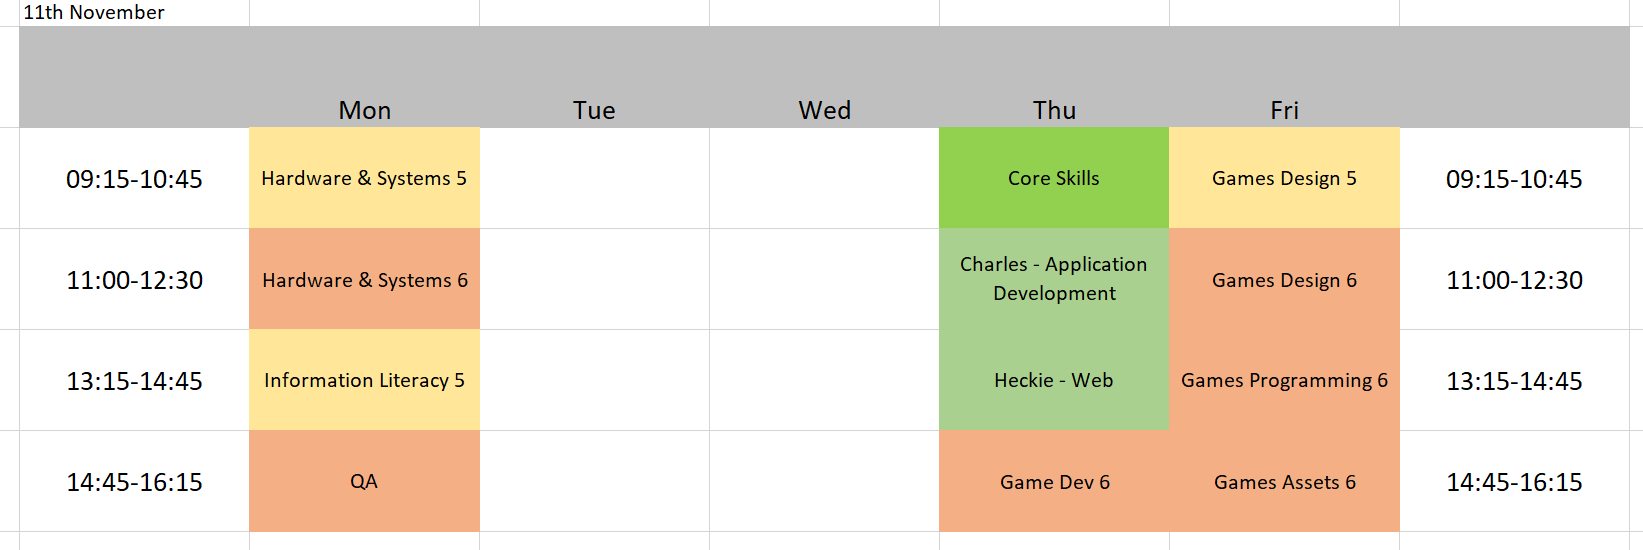 11th November
Mon Tue Wed Thu Fri
09:15-10:45 Hardware & Systems 5 Core Skills Games Design 5 09:15-10:45
11:00-12:30 Hardware & Systems 6 Charles - Application Development Games Design 6 11:00-12:30
13:15-14:45 Information Literacy 5 Heckie - Web Games Programming 6 13:15-14:45
14:45-16:15 QA Game Dev 6 Games Assets 6 14:45-16:15